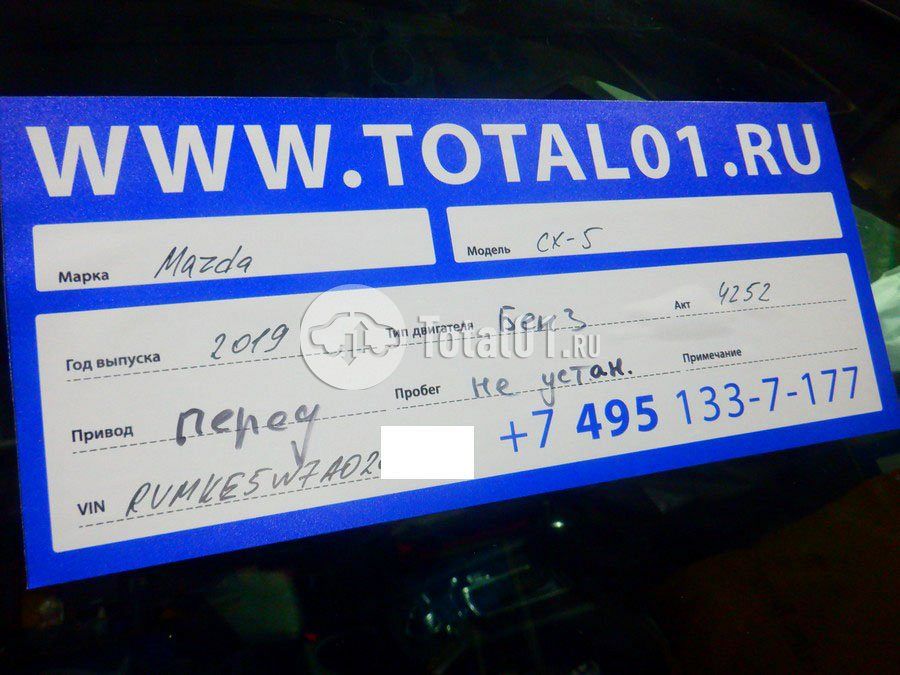 WWW.TOTAL01.RU
Марка Mazda Модель CX-5
Год выпуска 2019 Тип двигателя Бенз Акт 4252
Total01.RU
Привод перед Пробег не устан. Примечание
+7 495 133-7-177
VIN RUMKE5W7A02